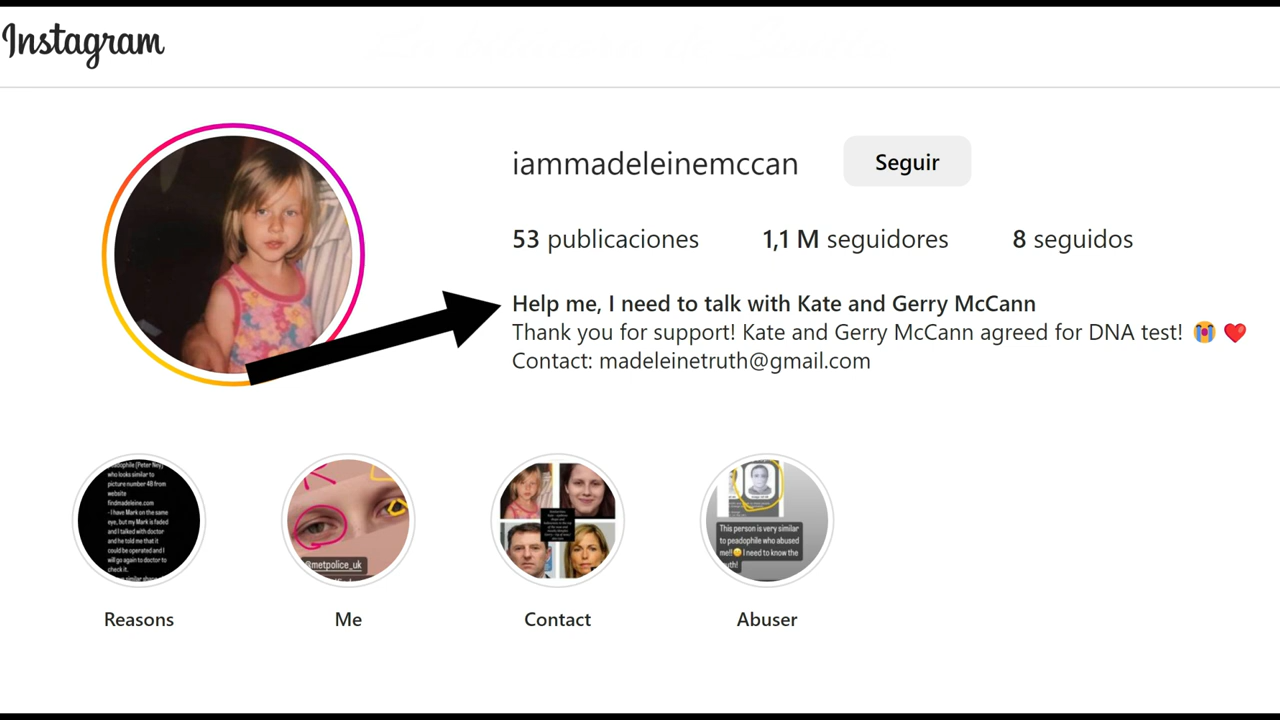 Instagram
iammadeleinemccan
Seguir
53 publicaciones
1,1 M seguidores
8 seguidos
Help me, I need to talk with Kate and Gerry McCann
Thank you for support! Kate and Gerry McCann agreed for DNA test! 😭 ❤️
Contact: madeleinetruth@gmail.com
who looks similar to
picture number 48 from
website
findmadeleine.com
- I have Mark on the same
eye, but my Mark is faded
and I talked with doctor
and he told me that it
could be operated and I
will go again to doctor to
check it.
@metpolice_uk
This person is very similar
to peadophile who abused
me!! I need to know the
Reasons
Me
Contact
Abuser